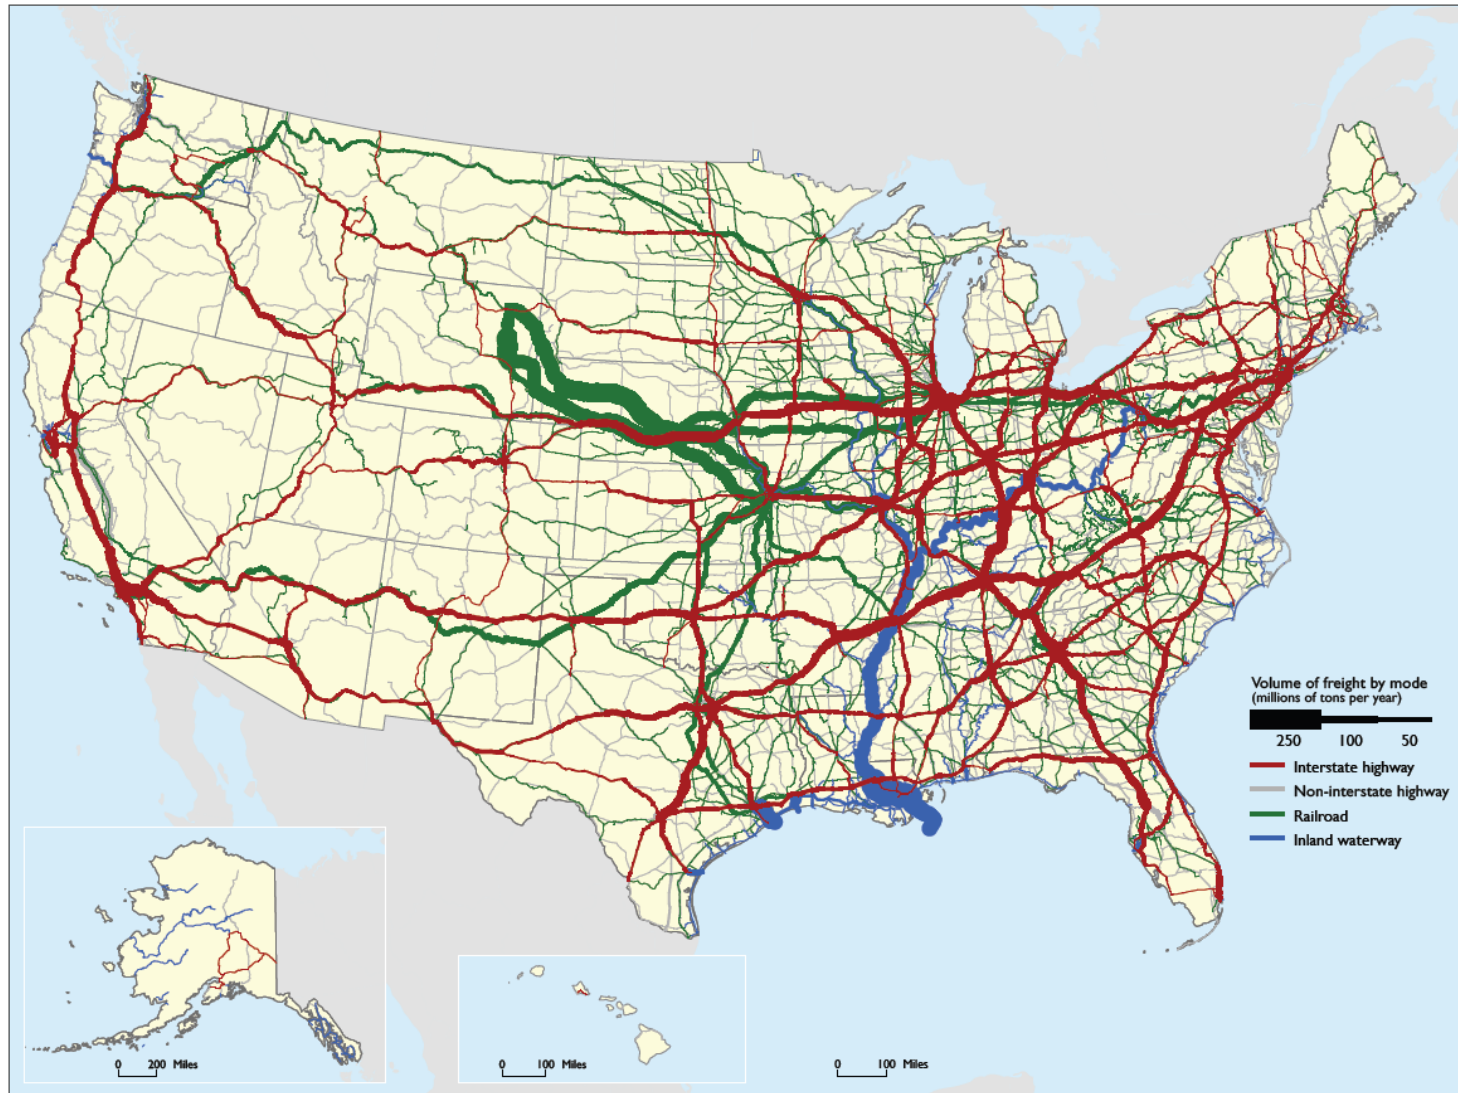 Volume of freight by mode
(millions of tons per year)
250 100 50
Interstate highway
Non-interstate highway
Railroad
Inland waterway
0 200 Miles
0 100 Miles
0 100 Miles